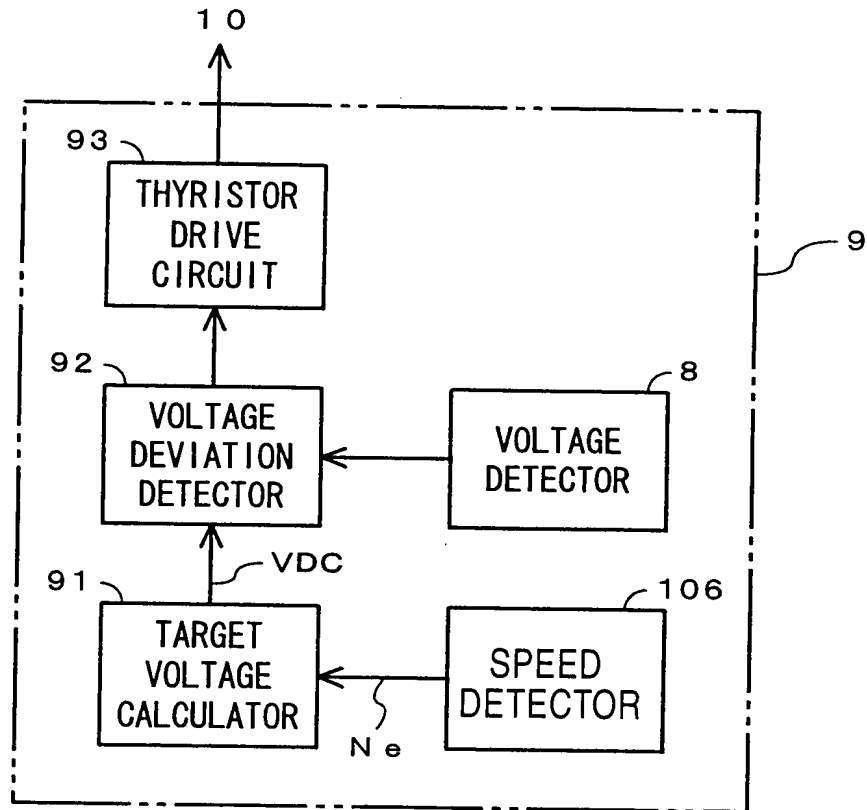 10
93
THYRISTOR
DRIVE
CIRCUIT
9
92
VOLTAGE
DEVIATION
DETECTOR
8
VOLTAGE
DETECTOR
VDC
91
TARGET
VOLTAGE
CALCULATOR
106
SPEED
DETECTOR
Ne